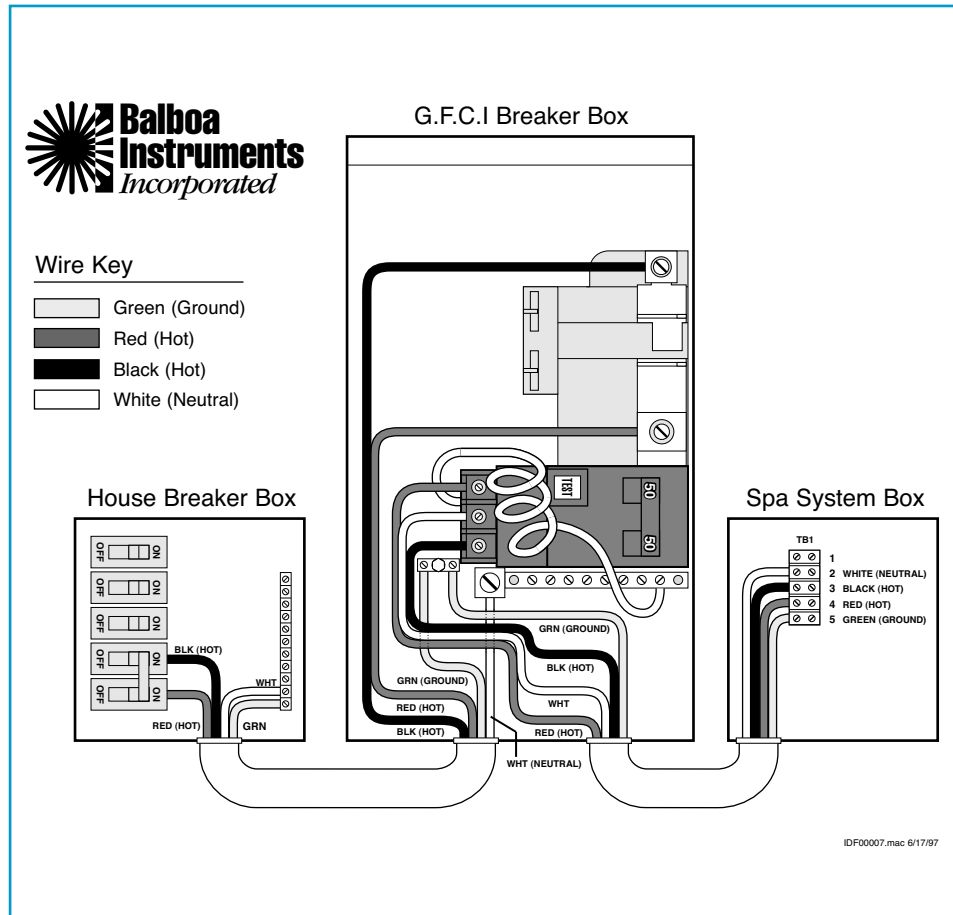 G.F.C.I Breaker Box
Balboa
Instruments
Incorporated
Wire Key
Green (Ground)
Red (Hot)
Black (Hot)
White (Neutral)
TEST
50
50
House Breaker Box
Spa System Box
OFF
ON
OFF
ON
OFF
ON
OFF
ON
OFF
ON
BLK (HOT)
WHT
RED (HOT)
GRN
GRN (GROUND)
BLK (HOT)
GRN (GROUND)
WHT
RED (HOT)
RED (HOT)
BLK (HOT)
WHT (NEUTRAL)
TB1
1
2 WHITE (NEUTRAL)
3 BLACK (HOT)
4 RED (HOT)
5 GREEN (GROUND)
IDF00007.mac 6/17/97